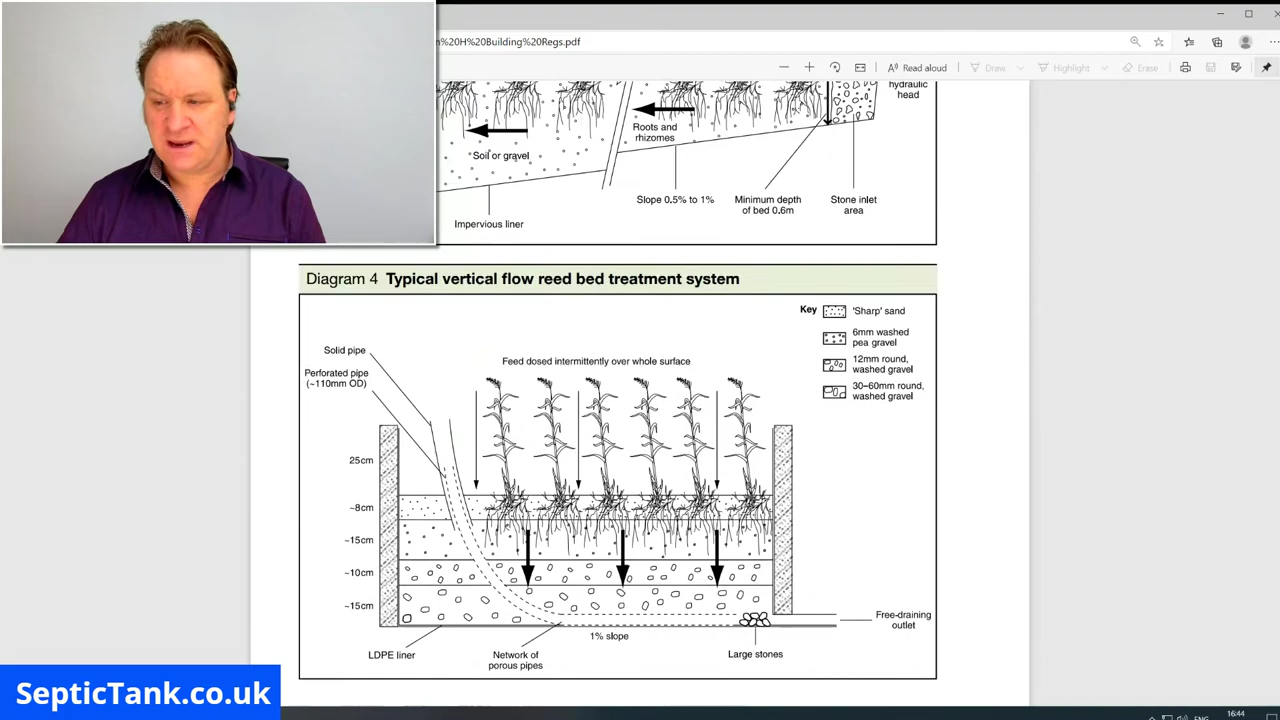 n%20H%20Building%20Regs.pdf
Read aloud
Draw
Highlight
Erase
hydraulic
head
Roots and
rhizomes
Soil or gravel
Slope 0.5% to 1%
Minimum depth
of bed 0.6m
Stone inlet
area
Impervious liner
Diagram 4 Typical vertical flow reed bed treatment system
Key
'Sharp' sand
6mm washed
pea gravel
12mm round,
washed gravel
30–60mm round,
washed gravel
Solid pipe
Perforated pipe
(~110mm OD)
Feed dosed intermittently over whole surface
25cm
~8cm
~15cm
~10cm
~15cm
Free-draining
outlet
1% slope
LDPE liner
Network of
porous pipes
Large stones
SepticTank.co.uk
ENG
16:44